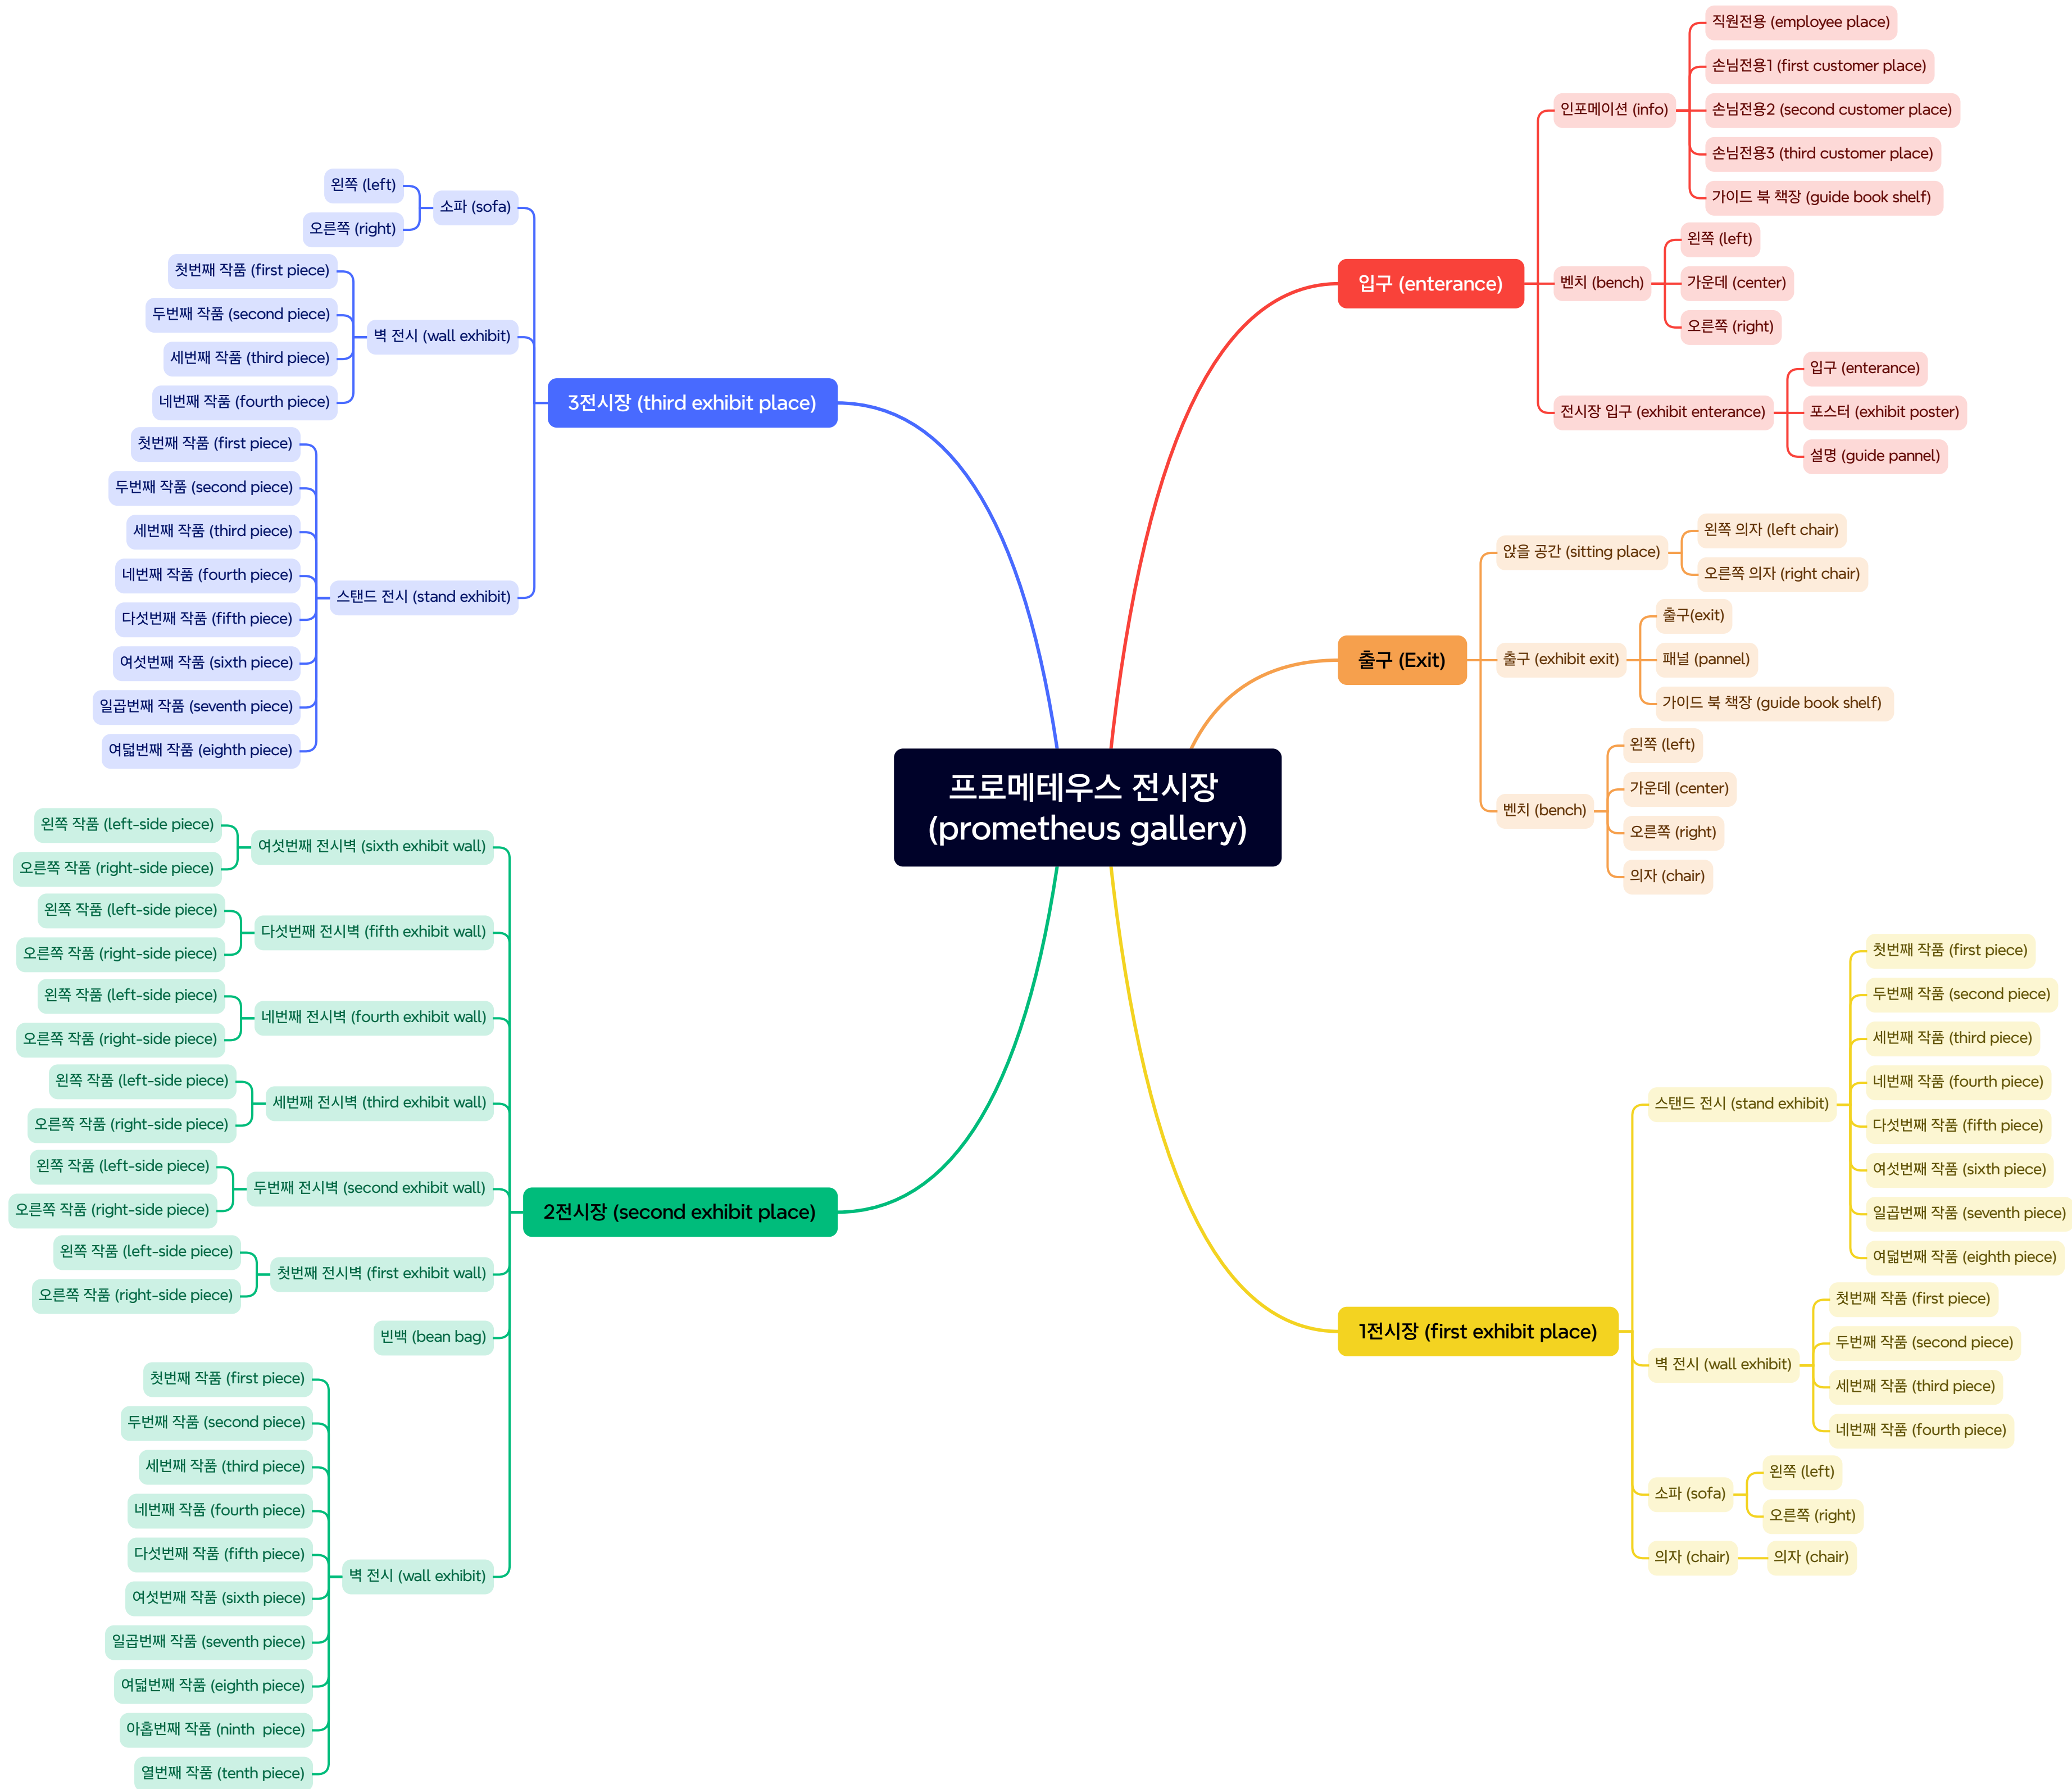 프로메테우스 전시장
(prometheus gallery)
입구 (enterance)
인포메이션 (info)
직원전용 (employee place)
손님전용1 (first customer place)
손님전용2 (second customer place)
손님전용3 (third customer place)
가이드 북 책장 (guide book shelf)
벤치 (bench)
왼쪽 (left)
가운데 (center)
오른쪽 (right)
전시장 입구 (exhibit enterance)
입구 (enterance)
포스터 (exhibit poster)
설명 (guide pannel)
출구 (Exit)
앉을 공간 (sitting place)
왼쪽 의자 (left chair)
오른쪽 의자 (right chair)
출구 (exhibit exit)
출구(exit)
패널 (pannel)
가이드 북 책장 (guide book shelf)
벤치 (bench)
왼쪽 (left)
가운데 (center)
오른쪽 (right)
의자 (chair)
1전시장 (first exhibit place)
스탠드 전시 (stand exhibit)
첫번째 작품 (first piece)
두번째 작품 (second piece)
세번째 작품 (third piece)
네번째 작품 (fourth piece)
다섯번째 작품 (fifth piece)
여섯번째 작품 (sixth piece)
일곱번째 작품 (seventh piece)
여덟번째 작품 (eighth piece)
벽 전시 (wall exhibit)
첫번째 작품 (first piece)
두번째 작품 (second piece)
세번째 작품 (third piece)
네번째 작품 (fourth piece)
소파 (sofa)
왼쪽 (left)
오른쪽 (right)
의자 (chair)
의자 (chair)
2전시장 (second exhibit place)
여섯번째 전시벽 (sixth exhibit wall)
왼쪽 작품 (left-side piece)
오른쪽 작품 (right-side piece)
다섯번째 전시벽 (fifth exhibit wall)
왼쪽 작품 (left-side piece)
오른쪽 작품 (right-side piece)
네번째 전시벽 (fourth exhibit wall)
왼쪽 작품 (left-side piece)
오른쪽 작품 (right-side piece)
세번째 전시벽 (third exhibit wall)
왼쪽 작품 (left-side piece)
오른쪽 작품 (right-side piece)
두번째 전시벽 (second exhibit wall)
왼쪽 작품 (left-side piece)
오른쪽 작품 (right-side piece)
첫번째 전시벽 (first exhibit wall)
왼쪽 작품 (left-side piece)
오른쪽 작품 (right-side piece)
빈백 (bean bag)
벽 전시 (wall exhibit)
첫번째 작품 (first piece)
두번째 작품 (second piece)
세번째 작품 (third piece)
네번째 작품 (fourth piece)
다섯번째 작품 (fifth piece)
여섯번째 작품 (sixth piece)
일곱번째 작품 (seventh piece)
여덟번째 작품 (eighth piece)
아홉번째 작품 (ninth  piece)
열번째 작품 (tenth piece)
3전시장 (third exhibit place)
소파 (sofa)
왼쪽 (left)
오른쪽 (right)
벽 전시 (wall exhibit)
첫번째 작품 (first piece)
두번째 작품 (second piece)
세번째 작품 (third piece)
네번째 작품 (fourth piece)
스탠드 전시 (stand exhibit)
첫번째 작품 (first piece)
두번째 작품 (second piece)
세번째 작품 (third piece)
네번째 작품 (fourth piece)
다섯번째 작품 (fifth piece)
여섯번째 작품 (sixth piece)
일곱번째 작품 (seventh piece)
여덟번째 작품 (eighth piece)